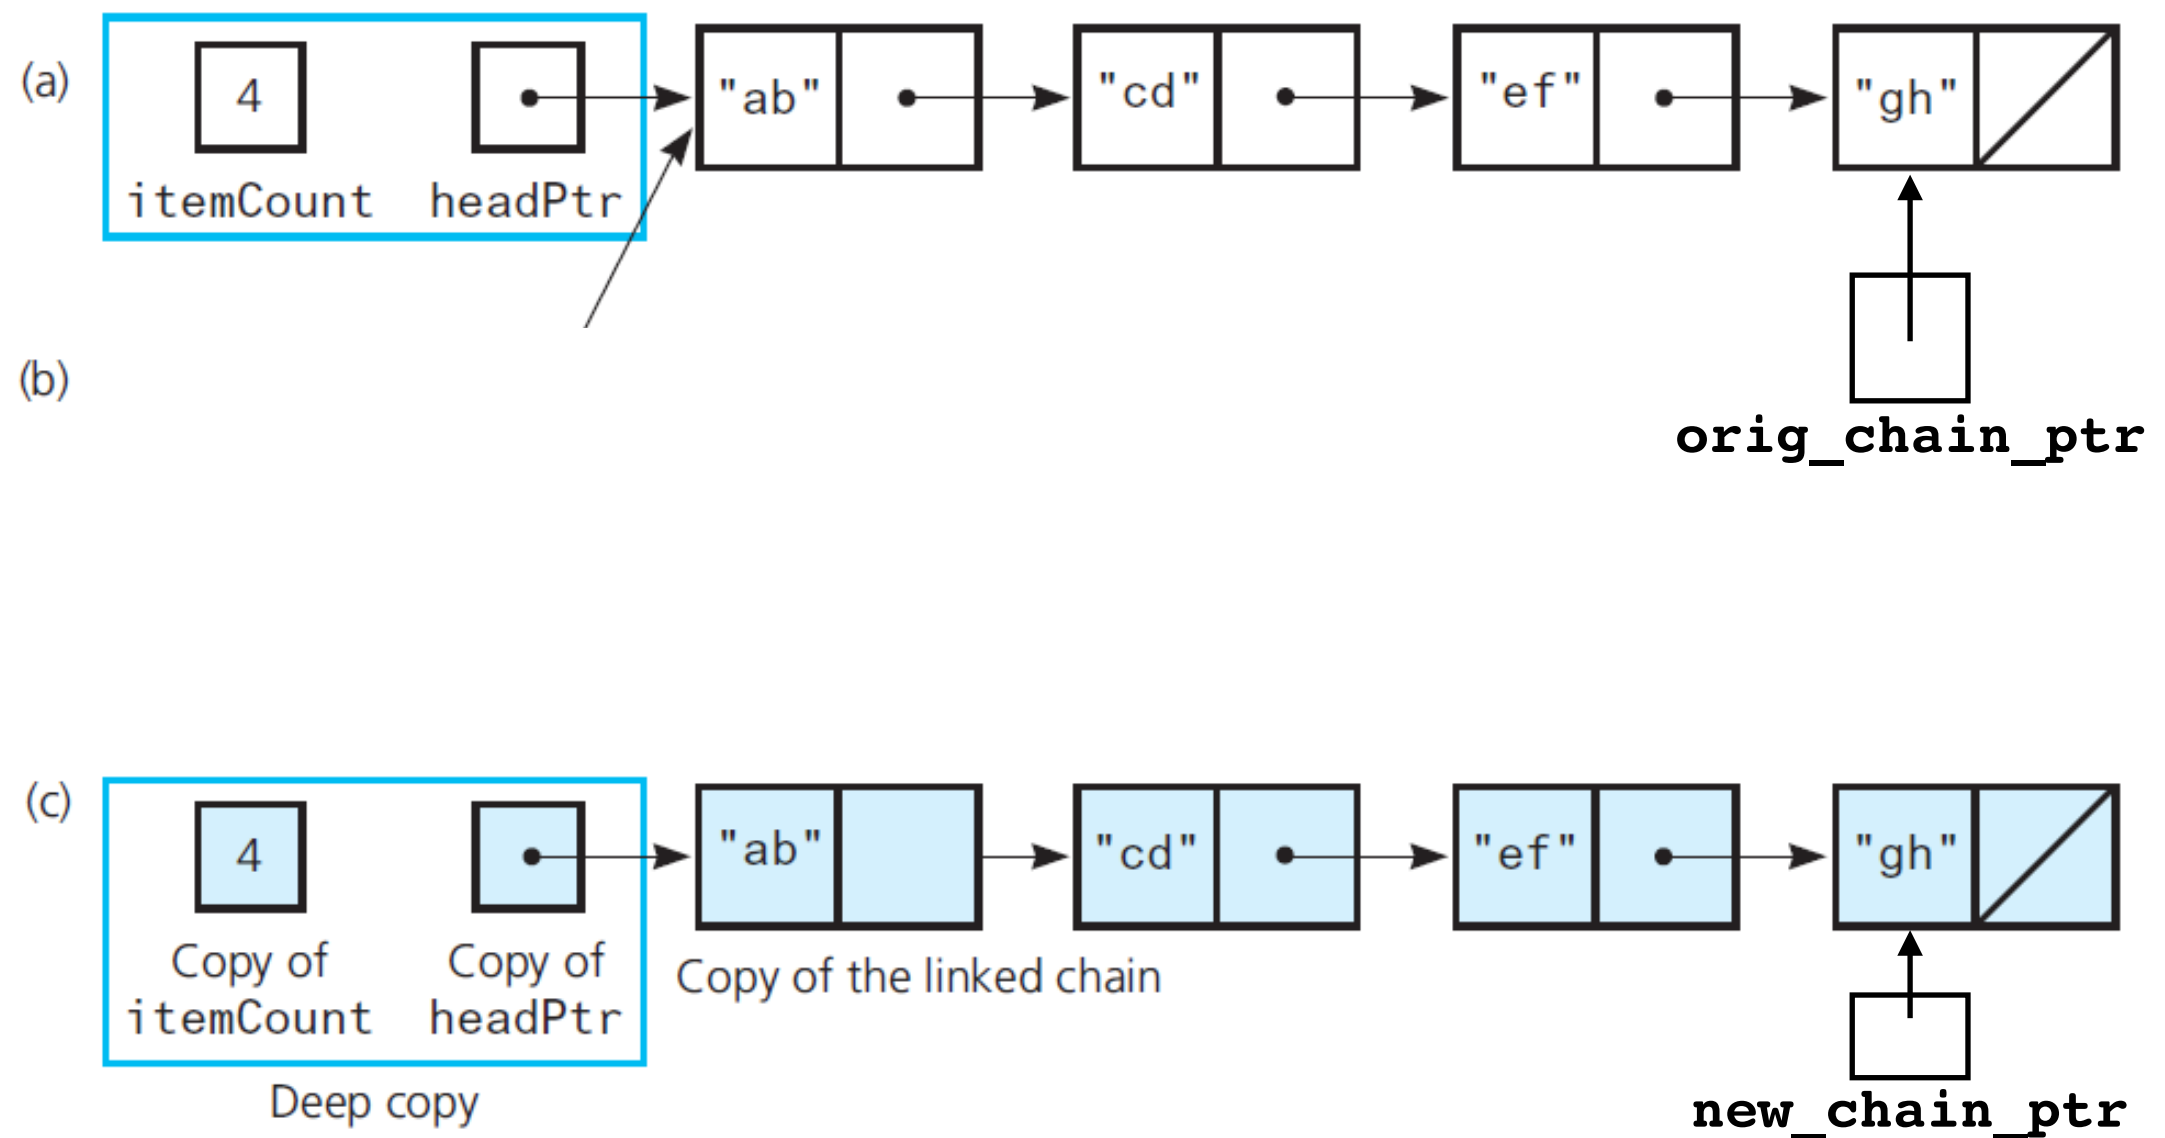 (a)
4
itemCount
headPtr
"ab"
"cd"
"ef"
"gh"
(b)
orig_chain_ptr
(c)
4
Copy of
itemCount
Copy of
headPtr
Deep copy
"ab"
"cd"
"ef"
"gh"
Copy of the linked chain
new_chain_ptr